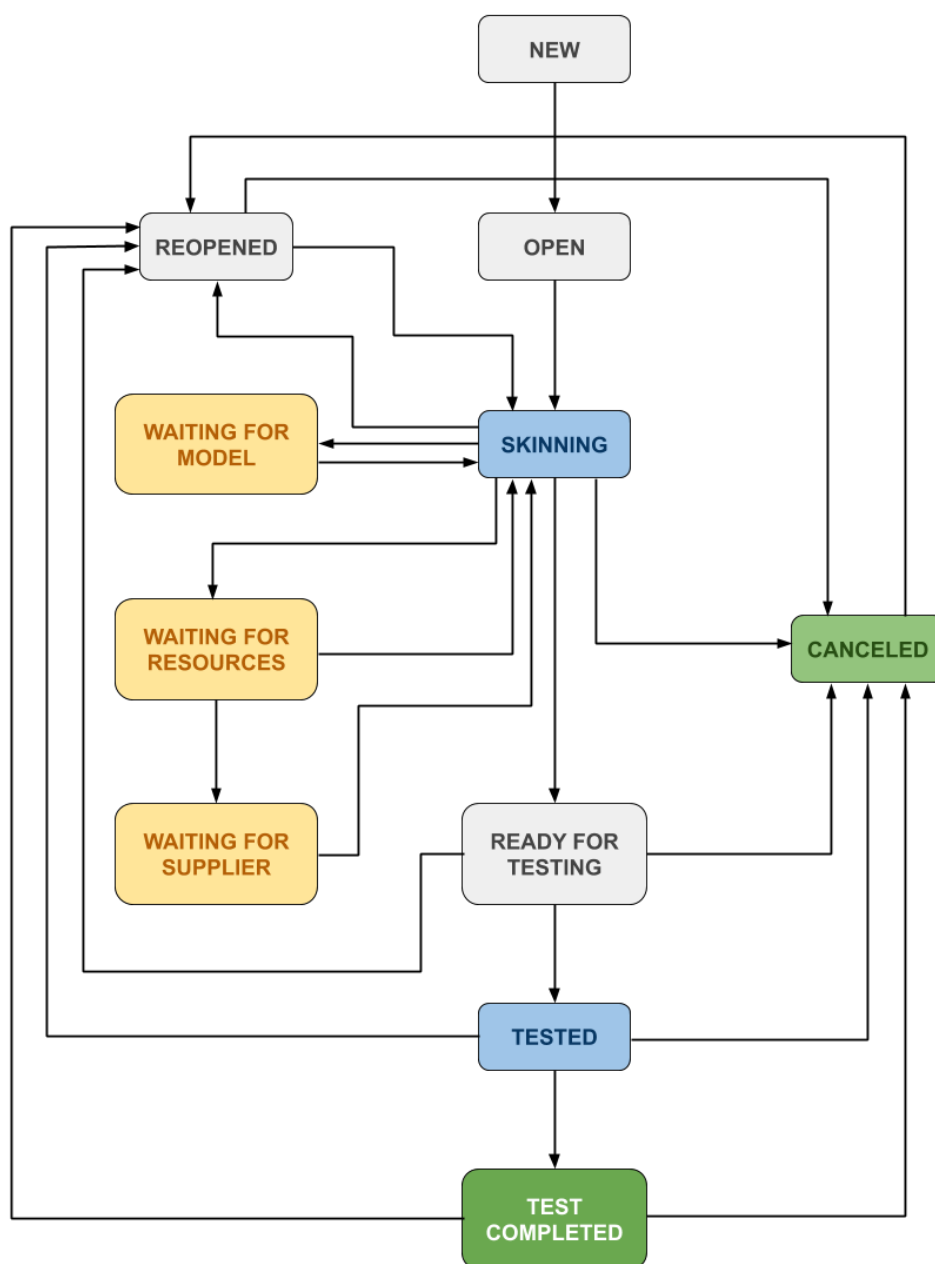 NEW
REOPENED
OPEN
WAITING FOR
MODEL
SKINNING
WAITING FOR
RESOURCES
CANCELED
WAITING FOR
SUPPLIER
READY FOR
TESTING
TESTED
TEST
COMPLETED